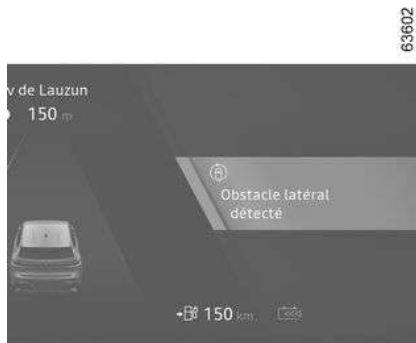 63602
v de Lauzun
150 m
Obstacle latéral
détecté
150 km